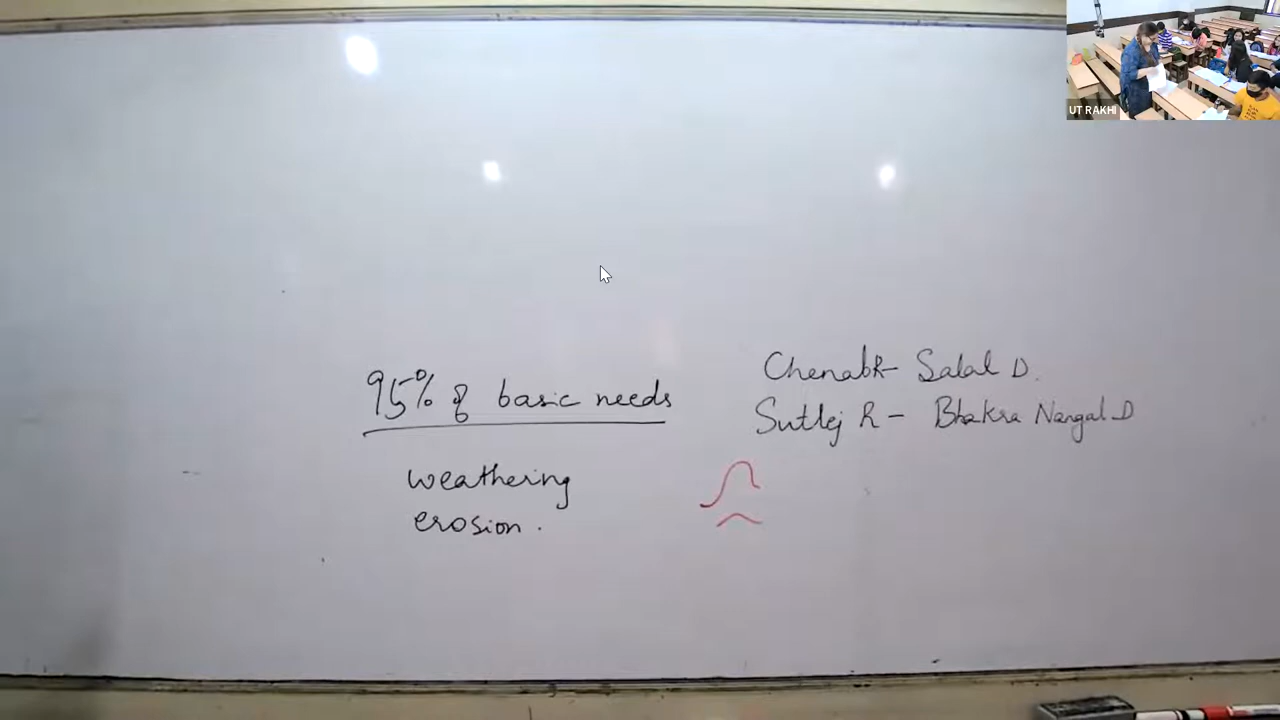 95% of basic needs
weathering
erosion.
Chenab R- Salal D.
Sutlej R - Bhakra Nangal D
UT RAKHI